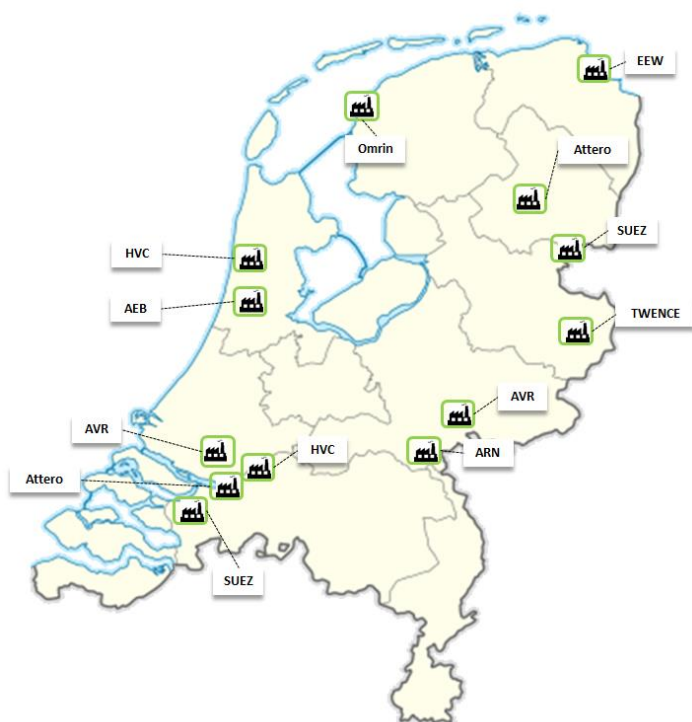 EEW
Omrin
Attero
SUEZ
HVC
AEB
TWENCE
AVR
AVR
HVC
ARN
Attero
SUEZ